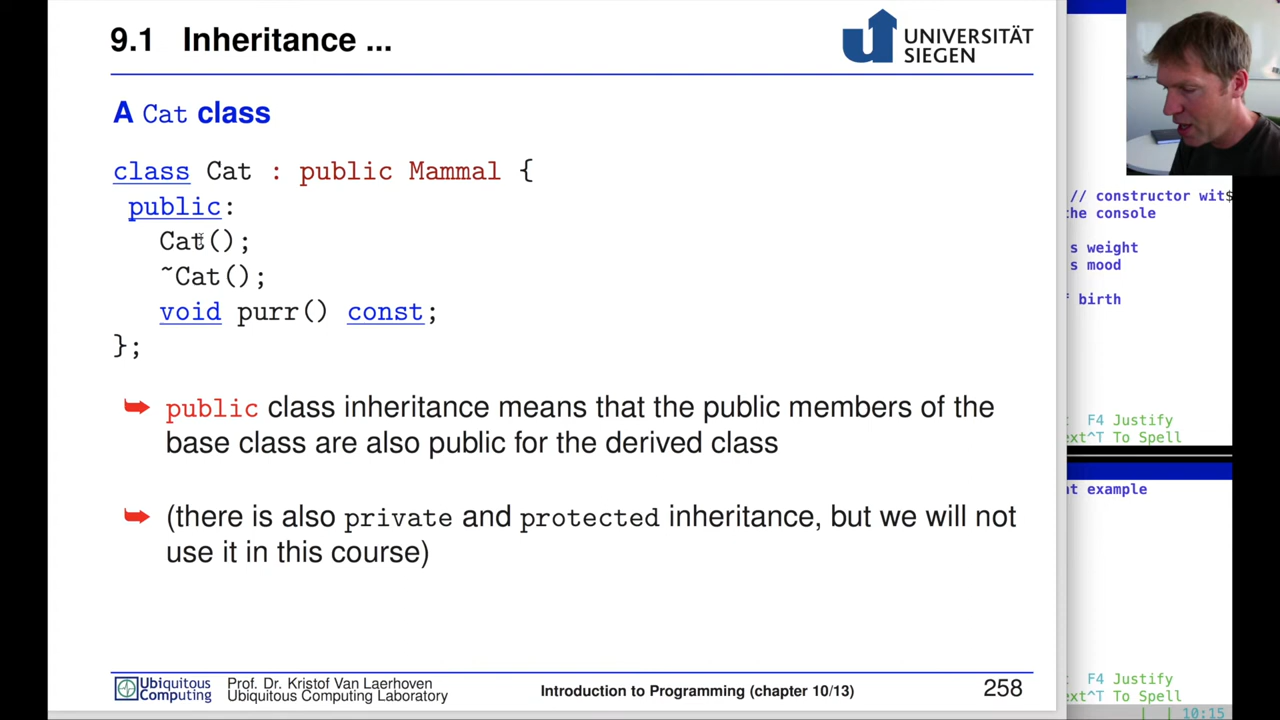 9.1 Inheritance ...
UNIVERSITÄT
SIEGEN
A Cat class
class Cat : public Mammal {
public:
Cat();
~Cat();
void purr() const;
};
public class inheritance means that the public members of the
base class are also public for the derived class
(there is also private and protected inheritance, but we will not
use it in this course)
Ubiquitous
Computing
Prof. Dr. Kristof Van Laerhoven
Ubiquitous Computing Laboratory
Introduction to Programming (chapter 10/13)
258
// constructor wit$
the console
s weight
s mood
f birth
F4 Justify
ext^T To Spell
at example
F4 Justify
ext^T To Spell
10:15